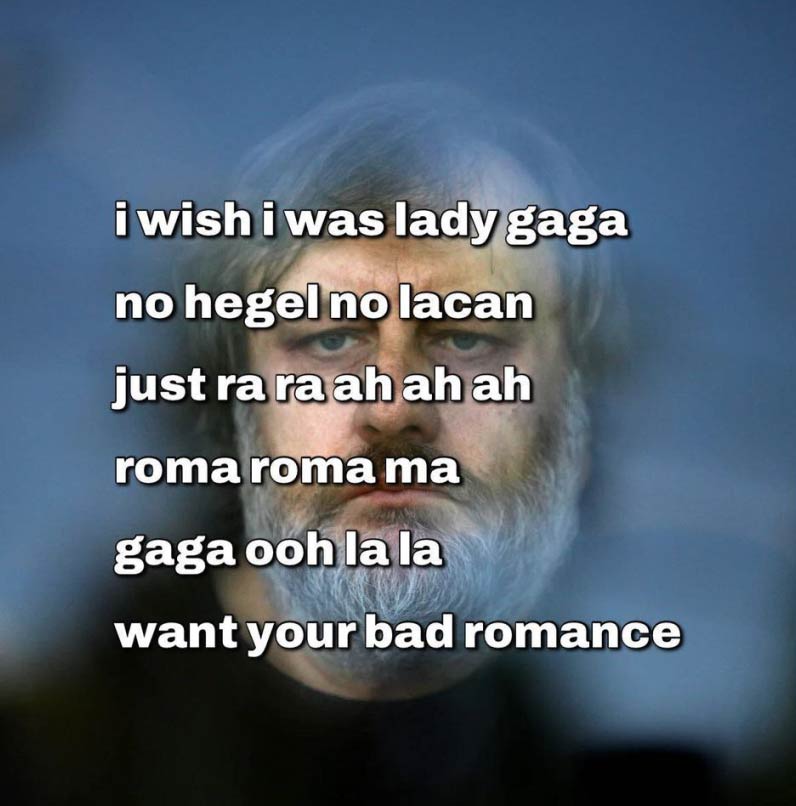 i wish i was lady gaga
no hegel no lacan
just ra ra ah ah ah
roma roma ma
gaga ooh la la
want your bad romance